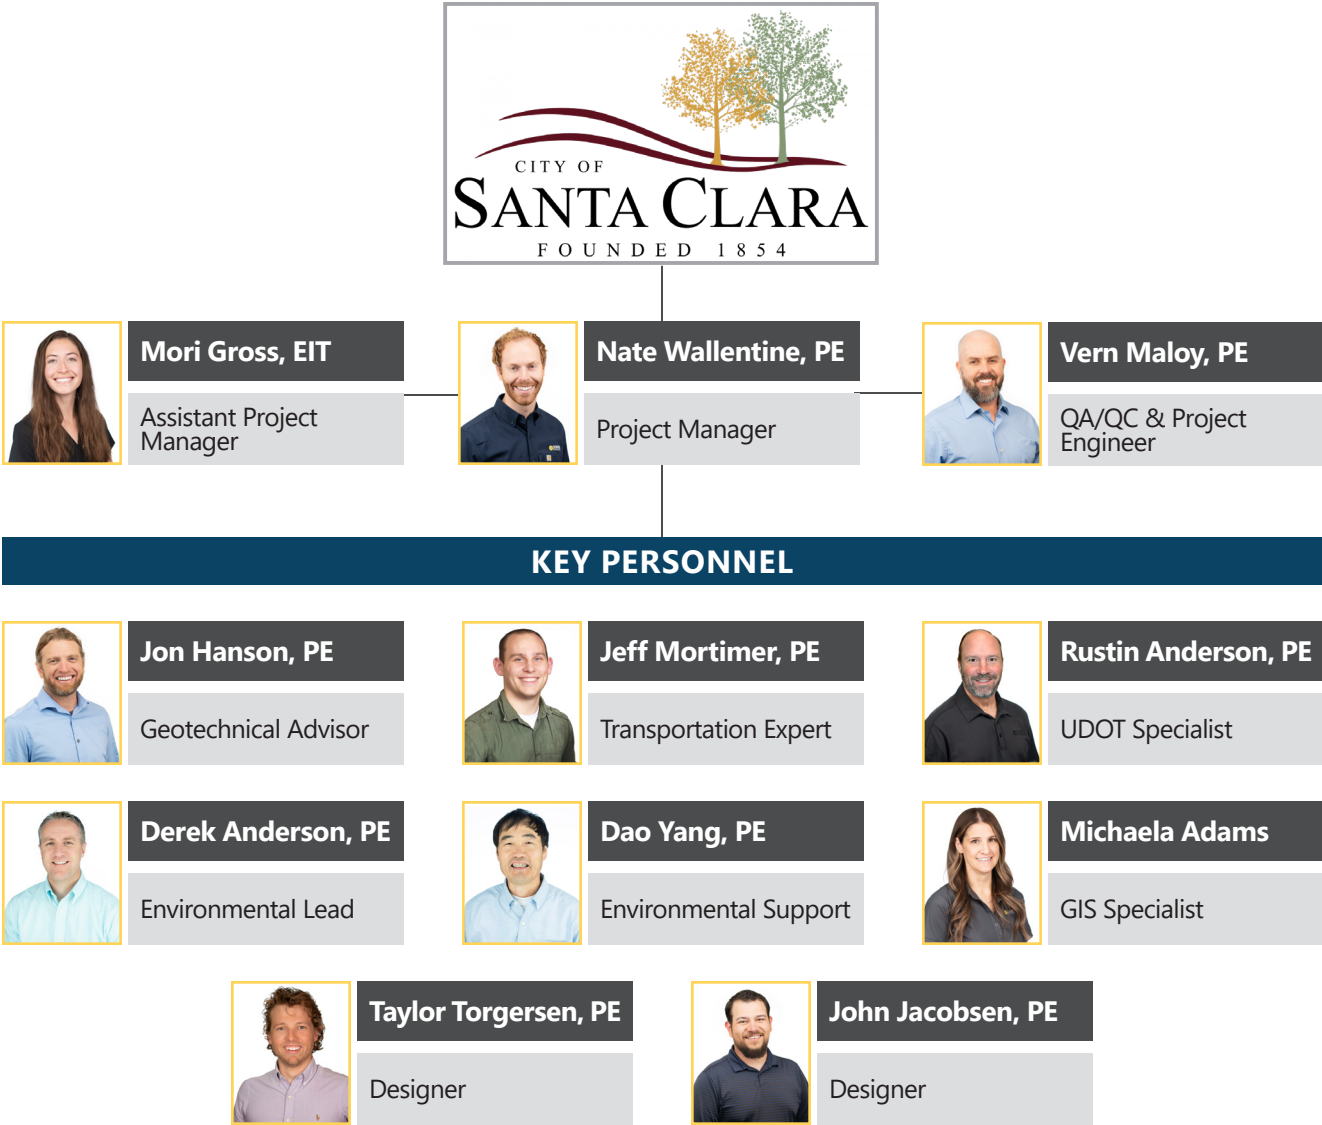 CITY OF
SANTA CLARA
FOUNDED 1854
Mori Gross, EIT
Assistant Project
Manager
Nate Wallentine, PE
Project Manager
Vern Maloy, PE
QA/QC & Project
Engineer
KEY PERSONNEL
Jon Hanson, PE
Geotechnical Advisor
Jeff Mortimer, PE
Transportation Expert
Rustin Anderson, PE
UDOT Specialist
Derek Anderson, PE
Environmental Lead
Dao Yang, PE
Environmental Support
Michaela Adams
GIS Specialist
Taylor Torgersen, PE
Designer
John Jacobsen, PE
Designer